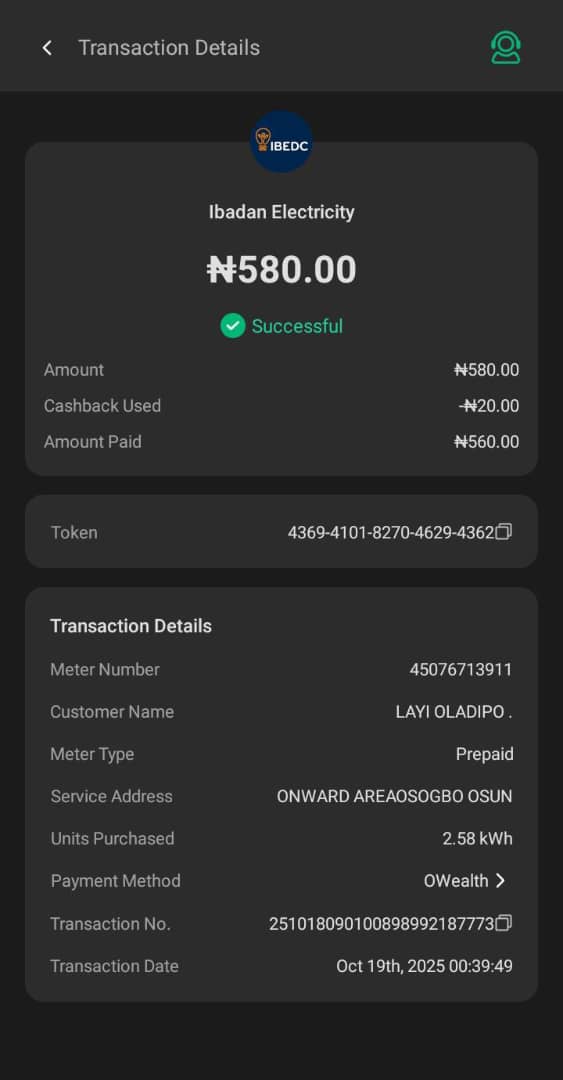 Transaction Details
IBEDC
Ibadan Electricity
₦580.00
Successful
Amount ₦580.00
Cashback Used -₦20.00
Amount Paid ₦560.00
Token 4369-4101-8270-4629-4362
Transaction Details
Meter Number 45076713911
Customer Name LAYI OLADIPO .
Meter Type Prepaid
Service Address ONWARD AREAOSOGBO OSUN
Units Purchased 2.58 kWh
Payment Method OWealth
Transaction No. 251018090100898992187773
Transaction Date Oct 19th, 2025 00:39:49